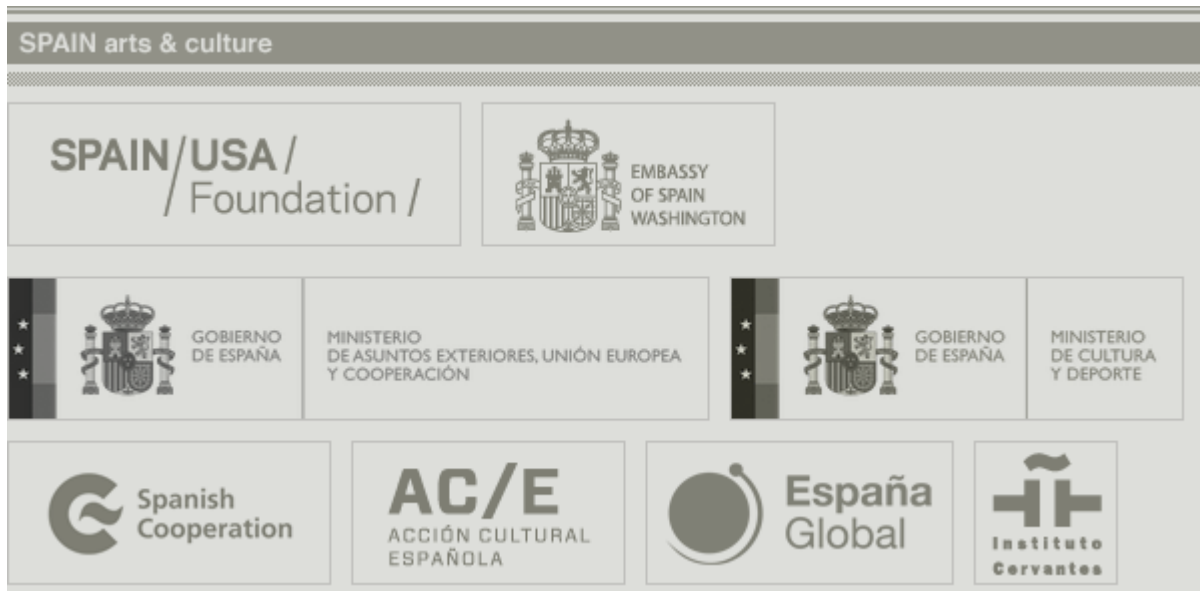 SPAIN arts & culture
SPAIN/USA/
/Foundation/
EMBASSY
OF SPAIN
WASHINGTON
GOBIERNO
DE ESPAÑA
MINISTERIO
DE ASUNTOS EXTERIORES, UNIÓN EUROPEA
Y COOPERACIÓN
GOBIERNO
DE ESPAÑA
MINISTERIO
DE CULTURA
Y DEPORTE
Spanish
Cooperation
AC/E
ACCIÓN CULTURAL
ESPAÑOLA
España
Global
Instituto
Cervantes